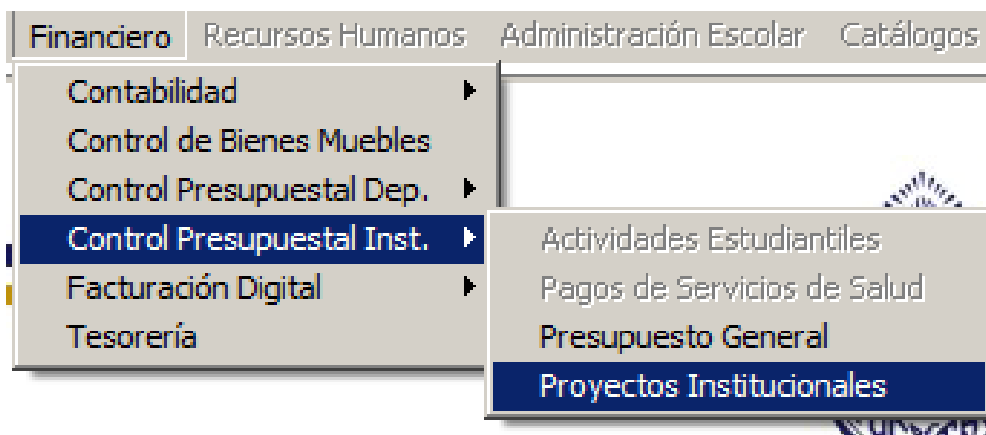 Financiero Recursos Humanos Administración Escolar Catálogos
Contabilidad
Control de Bienes Muebles
Control Presupuestal Dep.
Control Presupuestal Inst.
Facturación Digital
Tesorería
Actividades Estudiantiles
Pagos de Servicios de Salud
Presupuesto General
Proyectos Institucionales